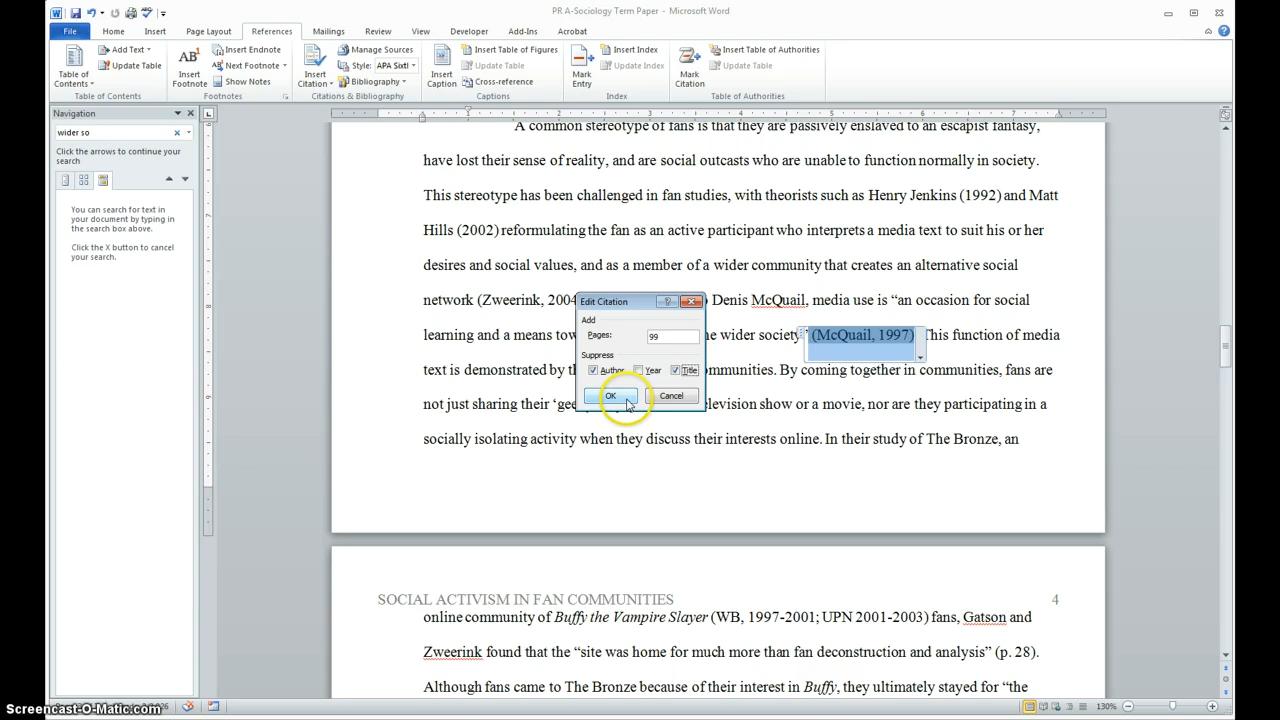 PR A-Sociology Term Paper - Microsoft Word
File Home Insert Page Layout References Mailings Review View Developer Add-Ins Acrobat
Table of Contents
Add Text
Update Table
Table of Contents
AB¹
Insert Footnote
Insert Endnote
Next Footnote
Show Notes
Footnotes
Insert Citation
Manage Sources
Style: APA Sixth
Bibliography
Citations & Bibliography
Insert Caption
Insert Table of Figures
Update Table
Cross-reference
Captions
Mark Entry
Insert Index
Update Index
Index
Mark Citation
Insert Table of Authorities
Update Table
Table of Authorities
Navigation
wider so
Click the arrows to continue your
search
You can search for text in
your document by typing in
the search box above.
Click the X button to cancel
your search.
1 2 3 4 5 6 7
A common stereotype of fans is that they are passively enslaved to an escapist fantasy,
have lost their sense of reality, and are social outcasts who are unable to function normally in society.
This stereotype has been challenged in fan studies, with theorists such as Henry Jenkins (1992) and Matt
Hills (2002) reformulating the fan as an active participant who interprets a media text to suit his or her
desires and social values, and as a member of a wider community that creates an alternative social
network (Zweerink, 2004 o Denis McQuail, media use is “an occasion for social
learning and a means tow he wider society” (McQuail, 1997) This function of media
text is demonstrated by th ommunities. By coming together in communities, fans are
not just sharing their ‘gee levision show or a movie, nor are they participating in a
socially isolating activity when they discuss their interests online. In their study of The Bronze, an
Edit Citation
Add
Pages: 99
Suppress
Author Year Title
OK Cancel
SOCIAL ACTIVISM IN FAN COMMUNITIES 4
online community of Buffy the Vampire Slayer (WB, 1997-2001; UPN 2001-2003) fans, Gatson and
Zweerink found that the “site was home for much more than fan deconstruction and analysis” (p. 28).
Although fans came to The Bronze because of their interest in Buffy, they ultimately stayed for “the
Screencast-O-Matic.com
130%